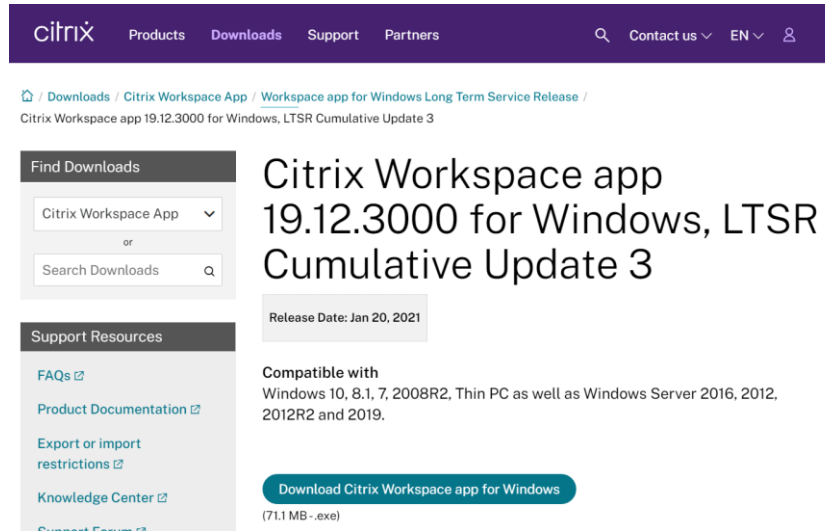 citrix Products Downloads Support Partners Contact us EN
/ Downloads / Citrix Workspace App / Workspace app for Windows Long Term Service Release /
Citrix Workspace app 19.12.3000 for Windows, LTSR Cumulative Update 3
Find Downloads
Citrix Workspace App
or
Search Downloads
Support Resources
FAQs
Product Documentation
Export or import
restrictions
Knowledge Center
Support Forum
Citrix Workspace app
19.12.3000 for Windows, LTSR
Cumulative Update 3
Release Date: Jan 20, 2021
Compatible with
Windows 10, 8.1, 7, 2008R2, Thin PC as well as Windows Server 2016, 2012,
2012R2 and 2019.
Download Citrix Workspace app for Windows
(71.1 MB - .exe)